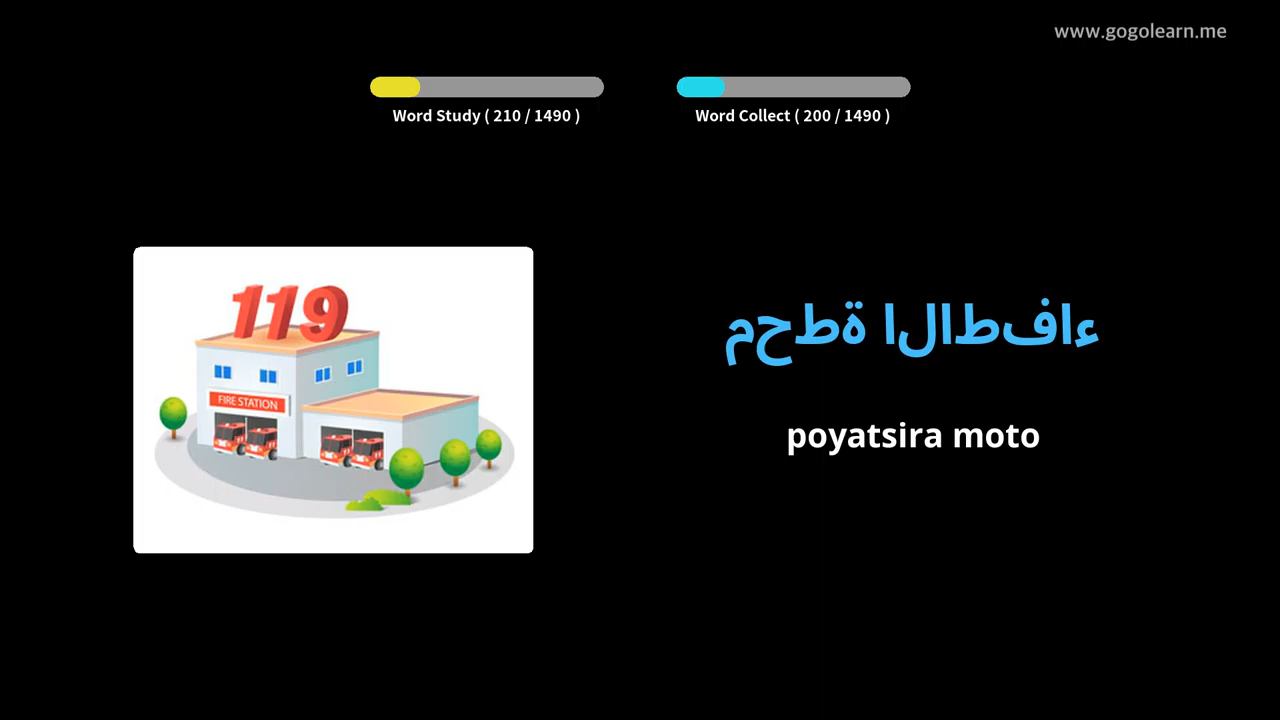 www.gogolearn.me
Word Study ( 210 / 1490 )
Word Collect ( 200 / 1490 )
119
FIRE STATION
محطة الاطفاء
poyatsira moto